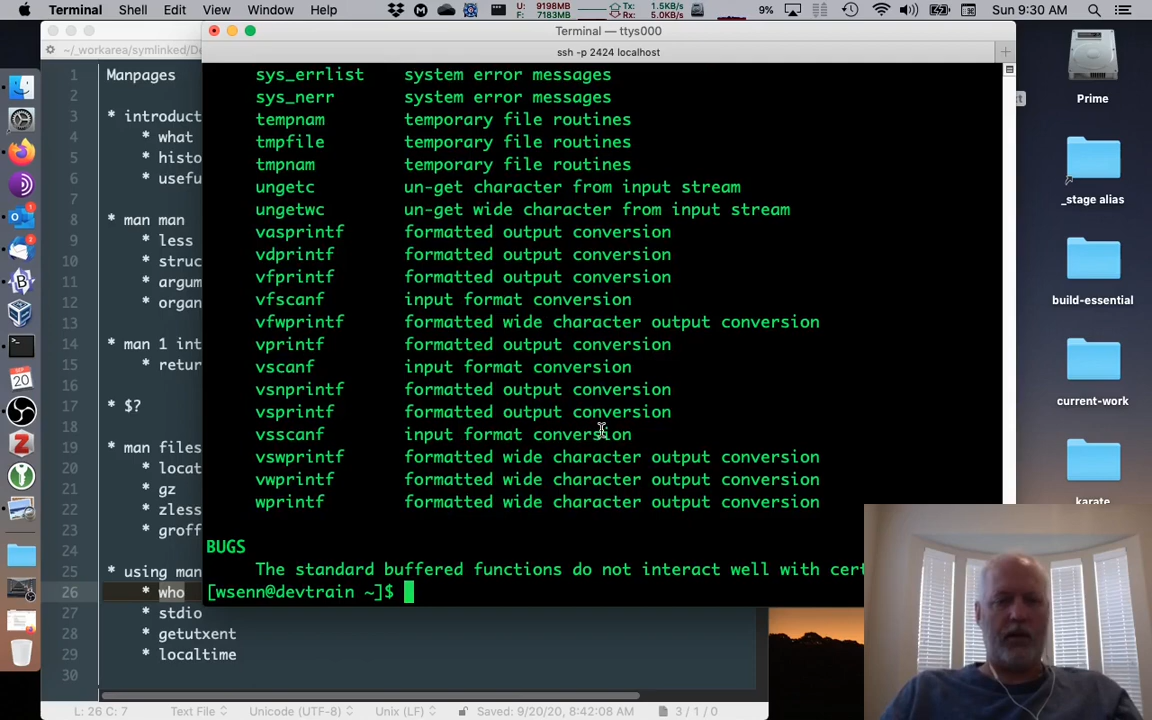 Terminal Shell Edit View Window Help
U: 9198MB
F: 7183MB
Tx: 1.5KB/s
Rx: 5.0KB/s
9%
Sun 9:30 AM
Terminal — ttys000
~/_workarea/symlinked/De
ssh -p 2424 localhost
1 Manpages
2
3 * introduct
4 * what
5 * histo
6 * usefu
7
8 * man man
9 * less
10 * struc
11 * argum
12 * organ
13
14 * man 1 int
15 * retur
16
17 * $?
18
19 * man files
20 * locat
21 * gz
22 * zless
23 * groff
24
25 * using man
26 * who
27 * stdio
28 * getutxent
29 * localtime
30
sys_errlist system error messages
sys_nerr system error messages
tempnam temporary file routines
tmpfile temporary file routines
tmpnam temporary file routines
ungetc un-get character from input stream
ungetwc un-get wide character from input stream
vasprintf formatted output conversion
vdprintf formatted output conversion
vfprintf formatted output conversion
vfscanf input format conversion
vfwprintf formatted wide character output conversion
vprintf formatted output conversion
vscanf input format conversion
vsnprintf formatted output conversion
vsprintf formatted output conversion
vsscanf input format conversion
vswprintf formatted wide character output conversion
vwprintf formatted wide character output conversion
wprintf formatted wide character output conversion
BUGS
The standard buffered functions do not interact well with cert
[wsenn@devtrain ~]$
L: 26 C: 7 Text File Unicode (UTF-8) Unix (LF) Saved: 9/20/20, 8:42:08 AM 3 / 1 / 0
Prime
_stage alias
build-essential
current-work
karate
SEP
20